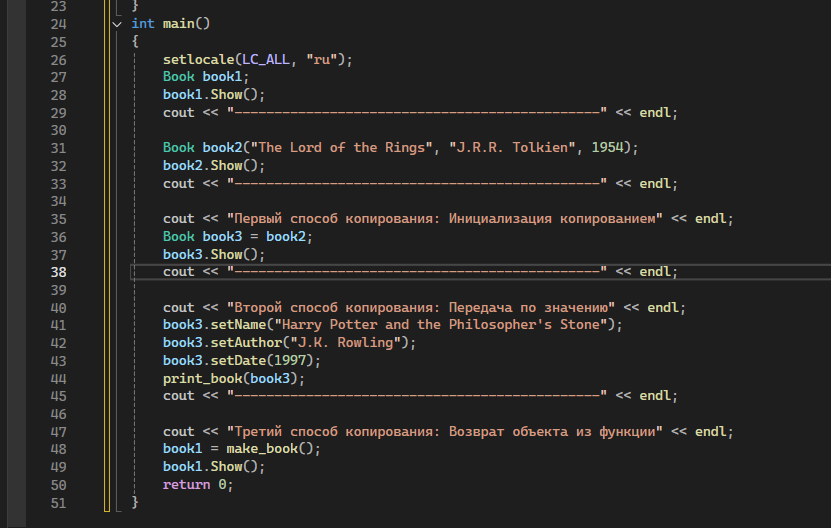 23 }
24 int main()
25 {
26 setlocale(LC_ALL, "ru");
27 Book book1;
28 book1.Show();
29 cout << "----------------------------------------------" << endl;
30
31 Book book2("The Lord of the Rings", "J.R.R. Tolkien", 1954);
32 book2.Show();
33 cout << "----------------------------------------------" << endl;
34
35 cout << "Первый способ копирования: Инициализация копированием" << endl;
36 Book book3 = book2;
37 book3.Show();
38 cout << "----------------------------------------------" << endl;
39
40 cout << "Второй способ копирования: Передача по значению" << endl;
41 book3.setName("Harry Potter and the Philosopher's Stone");
42 book3.setAuthor("J.K. Rowling");
43 book3.setDate(1997);
44 print_book(book3);
45 cout << "----------------------------------------------" << endl;
46
47 cout << "Третий способ копирования: Возврат объекта из функции" << endl;
48 book1 = make_book();
49 book1.Show();
50 return 0;
51 }